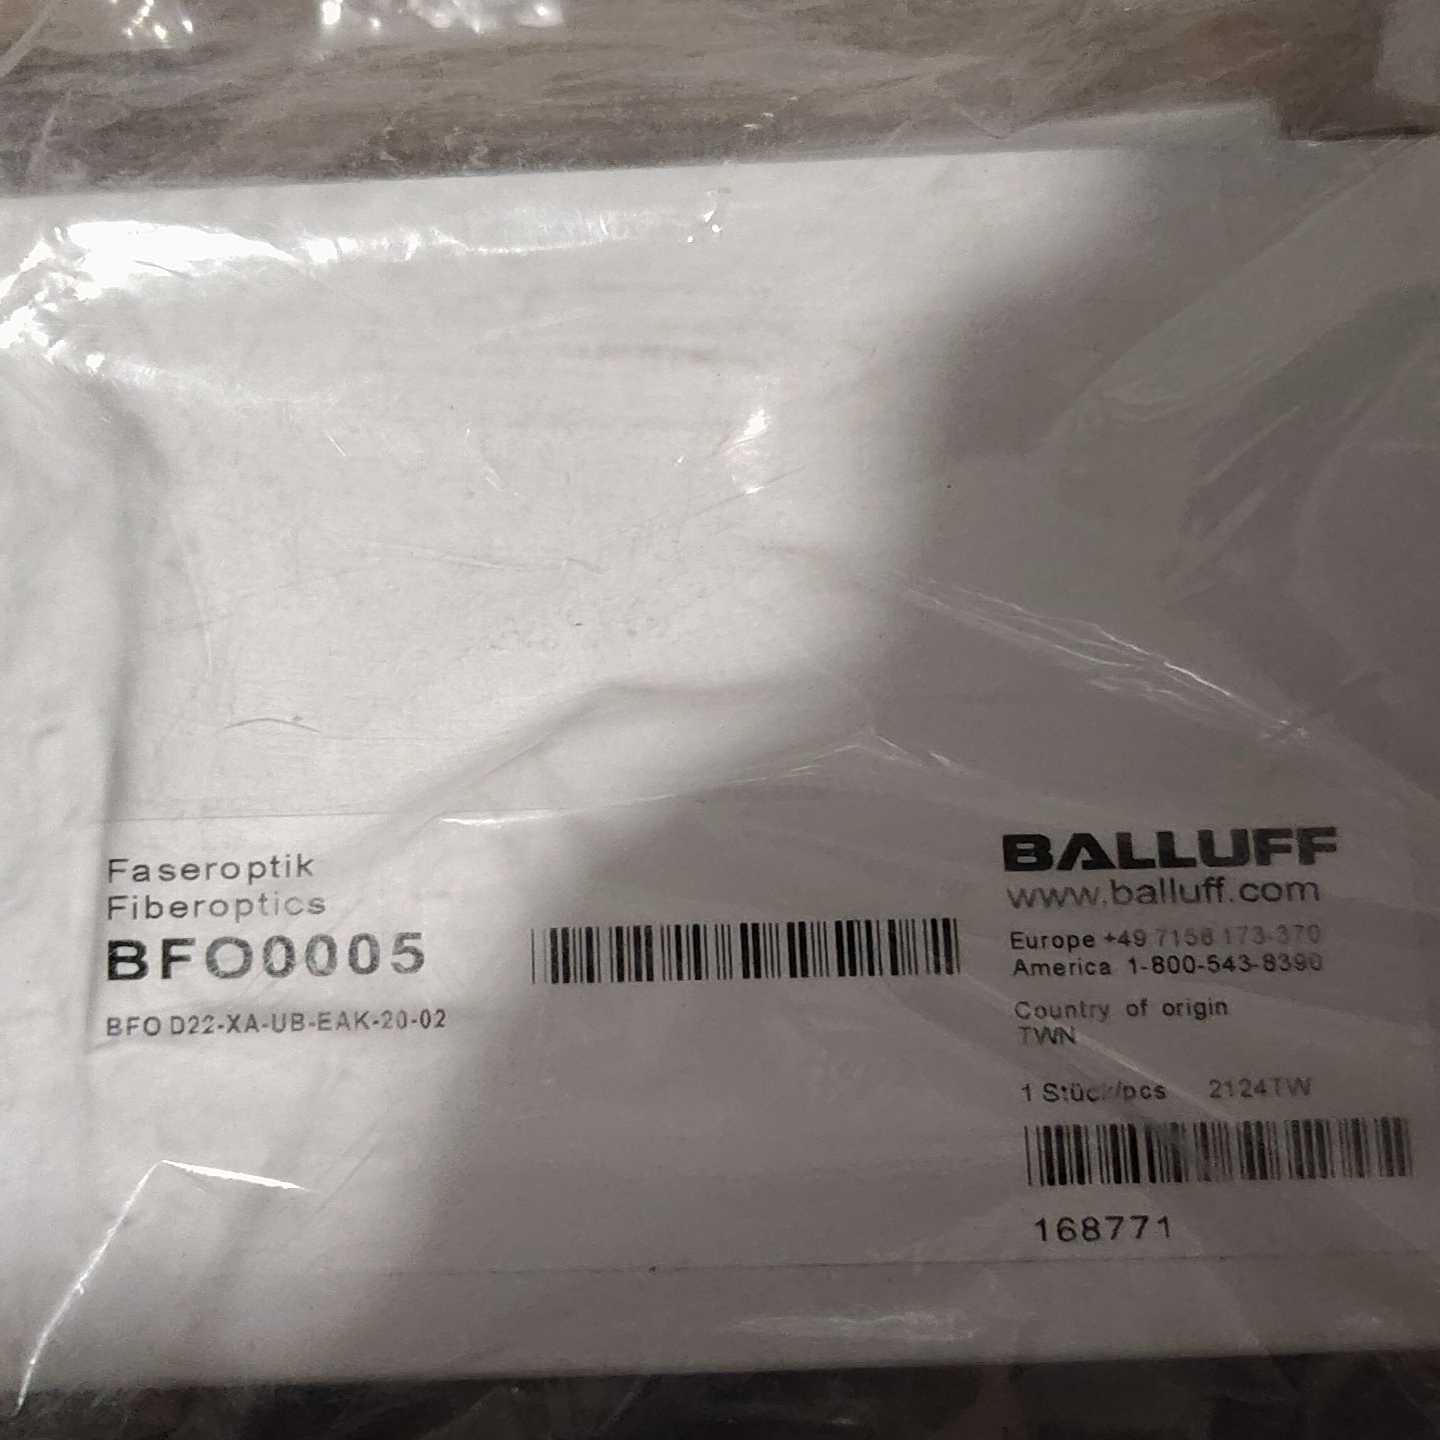 Faseroptik
Fiberoptics
BFO0005
BFO D22-XA-UB-EAK-20-02
BALLUFF
www.balluff.com
Europe +49 7158 173-370
America 1-800-543-8390
Country of origin
TWN
1 Stück/pcs 2124TW
168771